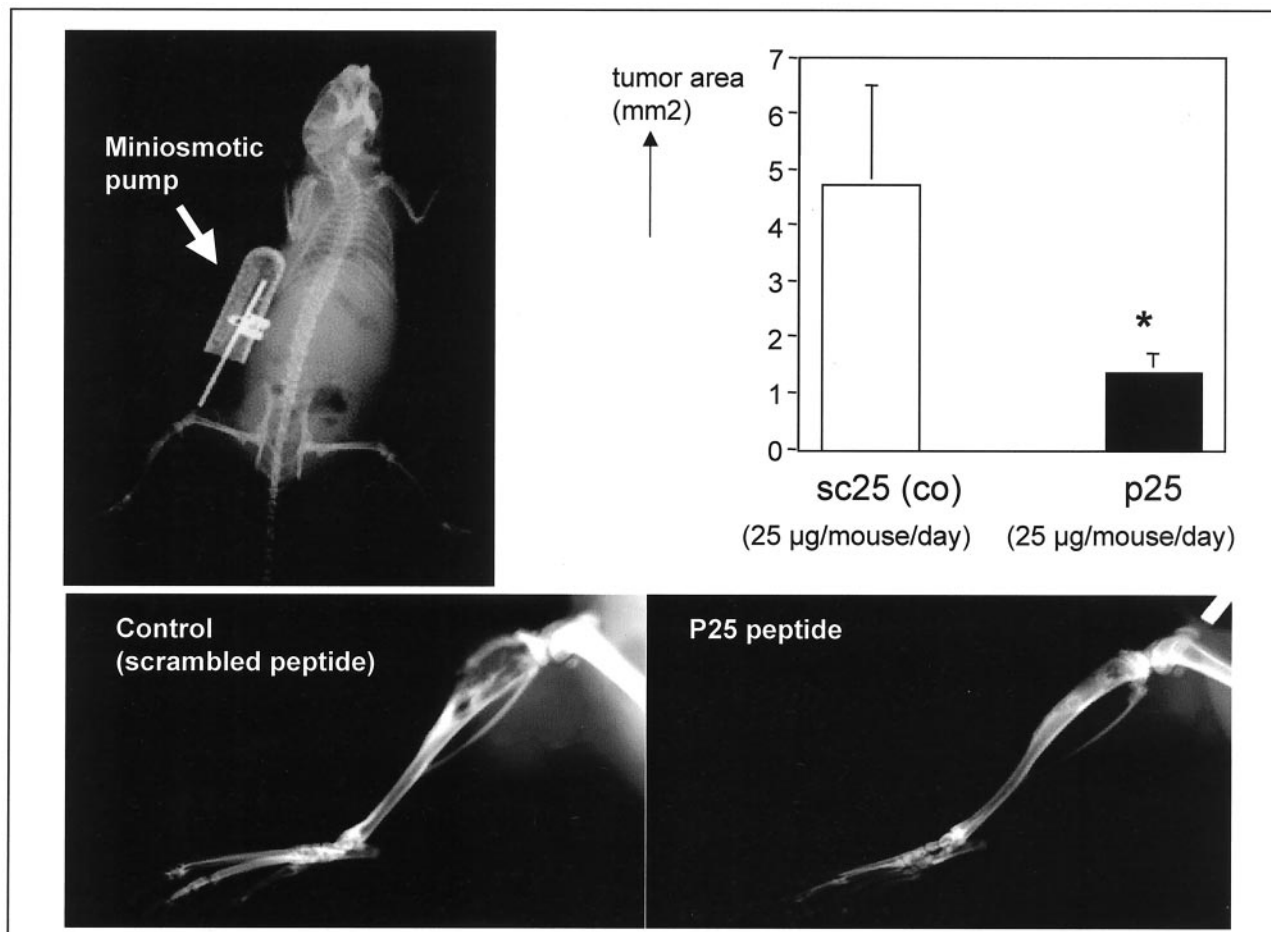 Miniosmotic
pump
tumor area
(mm2)
7
6
5
4
3
2
1
0
*
sc25 (co)
p25
(25 µg/mouse/day)
(25 µg/mouse/day)
Control
(scrambled peptide)
P25 peptide